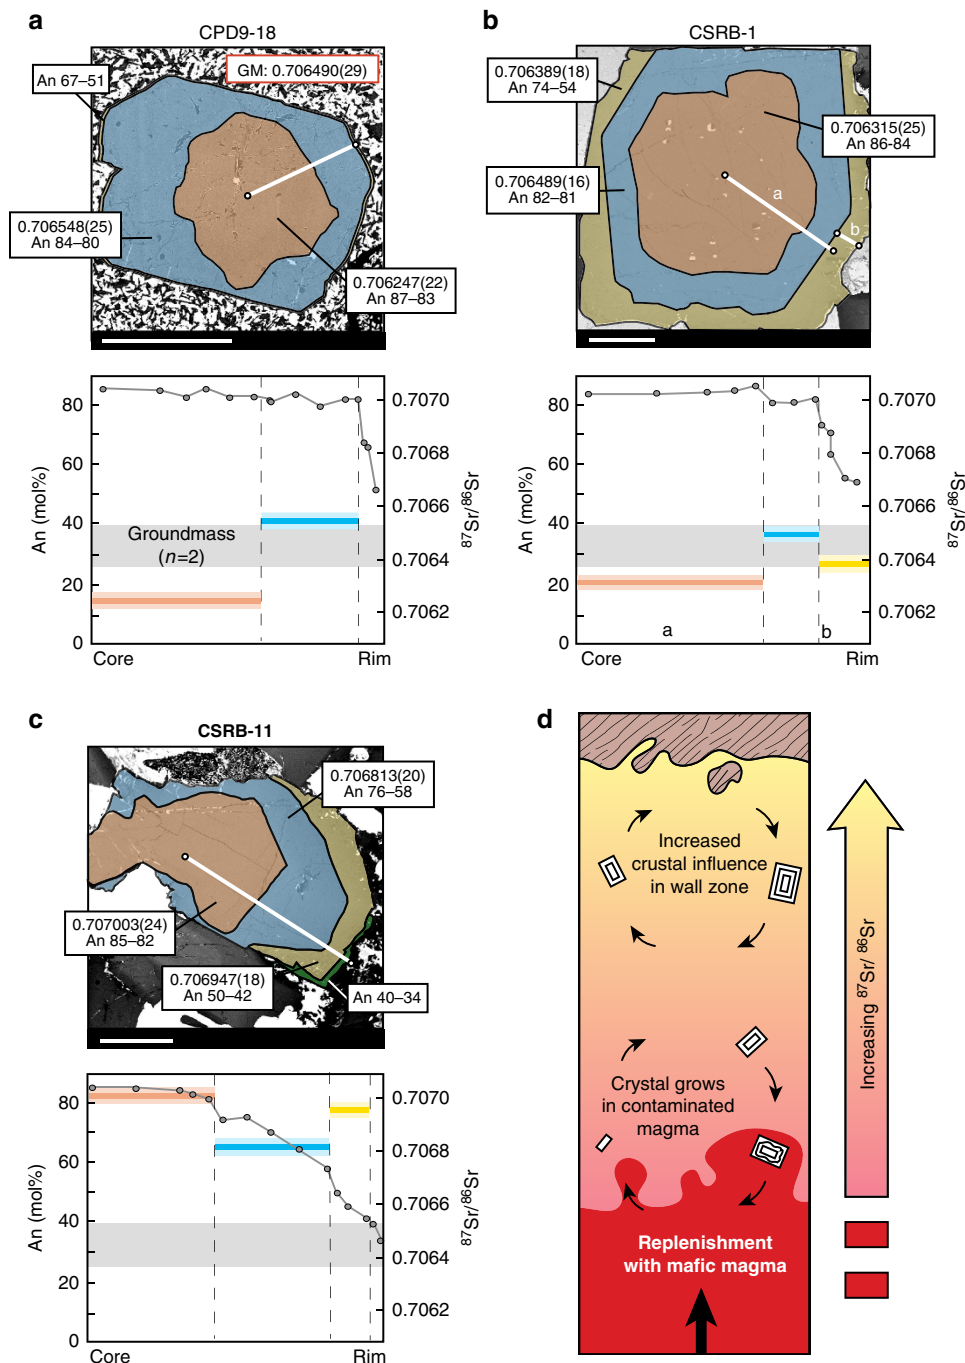 a
CPD9-18
An 67–51
GM: 0.706490(29)
0.706548(25)
An 84–80
0.706247(22)
An 87–83
80
60
40
20
0
An (mol%)
Groundmass
(n=2)
0.7070
0.7068
0.7066
0.7064
0.7062
87Sr/86Sr
Core
Rim
b
CSRB-1
0.706389(18)
An 74–54
0.706315(25)
An 86-84
0.706489(16)
An 82–81
a
b
80
60
40
20
0
An (mol%)
a
b
0.7070
0.7068
0.7066
0.7064
0.7062
87Sr/86Sr
Core
Rim
c
CSRB-11
0.706813(20)
An 76–58
0.707003(24)
An 85–82
0.706947(18)
An 50–42
An 40–34
80
60
40
20
0
An (mol%)
0.7070
0.7068
0.7066
0.7064
0.7062
87Sr/86Sr
Core
Rim
d
Increased
crustal influence
in wall zone
Crystal grows
in contaminated
magma
Replenishment
with mafic magma
Increasing 87Sr/ 86Sr